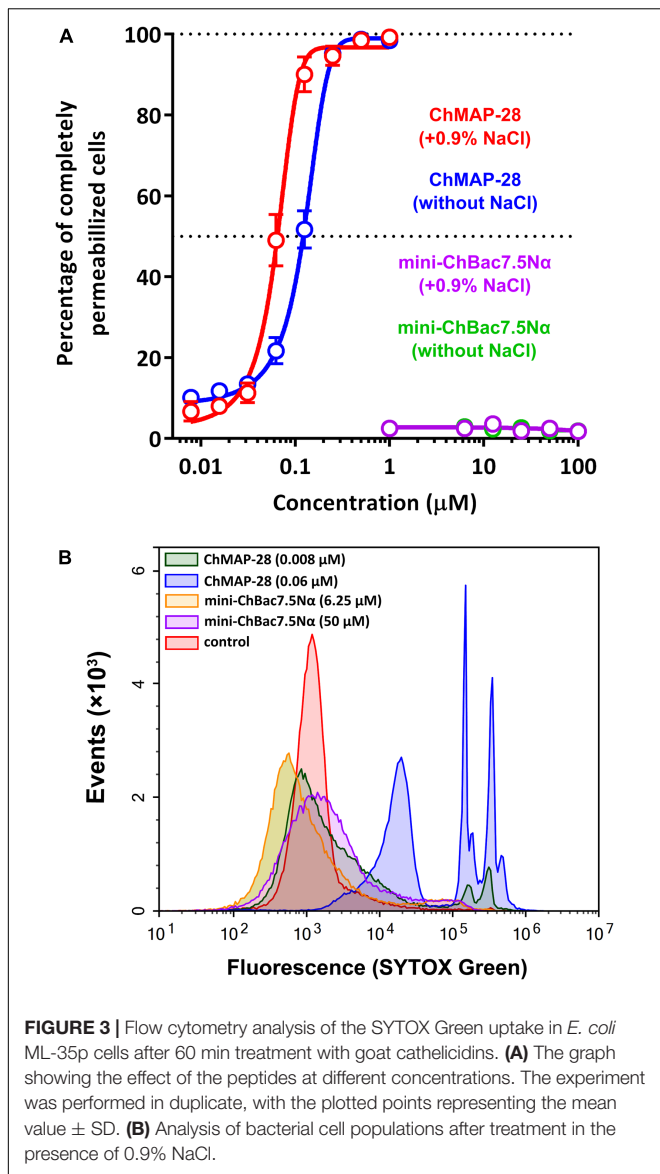 A
100
80
60
40
20
0
Percentage of completely
permeabillized cells
ChMAP-28
(+0.9% NaCl)
ChMAP-28
(without NaCl)
mini-ChBac7.5Nα
(+0.9% NaCl)
mini-ChBac7.5Nα
(without NaCl)
0.01 0.1 1 10 100
Concentration (μM)
B
ChMAP-28 (0.008 μM)
ChMAP-28 (0.06 μM)
mini-ChBac7.5Nα (6.25 μM)
mini-ChBac7.5Nα (50 μM)
control
6
2
0
Events (×10³)
10¹ 10² 10³ 10⁴ 10⁵ 10⁶ 10⁷
Fluorescence (SYTOX Green)
FIGURE 3 | Flow cytometry analysis of the SYTOX Green uptake in E. coli
ML-35p cells after 60 min treatment with goat cathelicidins. (A) The graph
showing the effect of the peptides at different concentrations. The experiment
was performed in duplicate, with the plotted points representing the mean
value ± SD. (B) Analysis of bacterial cell populations after treatment in the
presence of 0.9% NaCl.